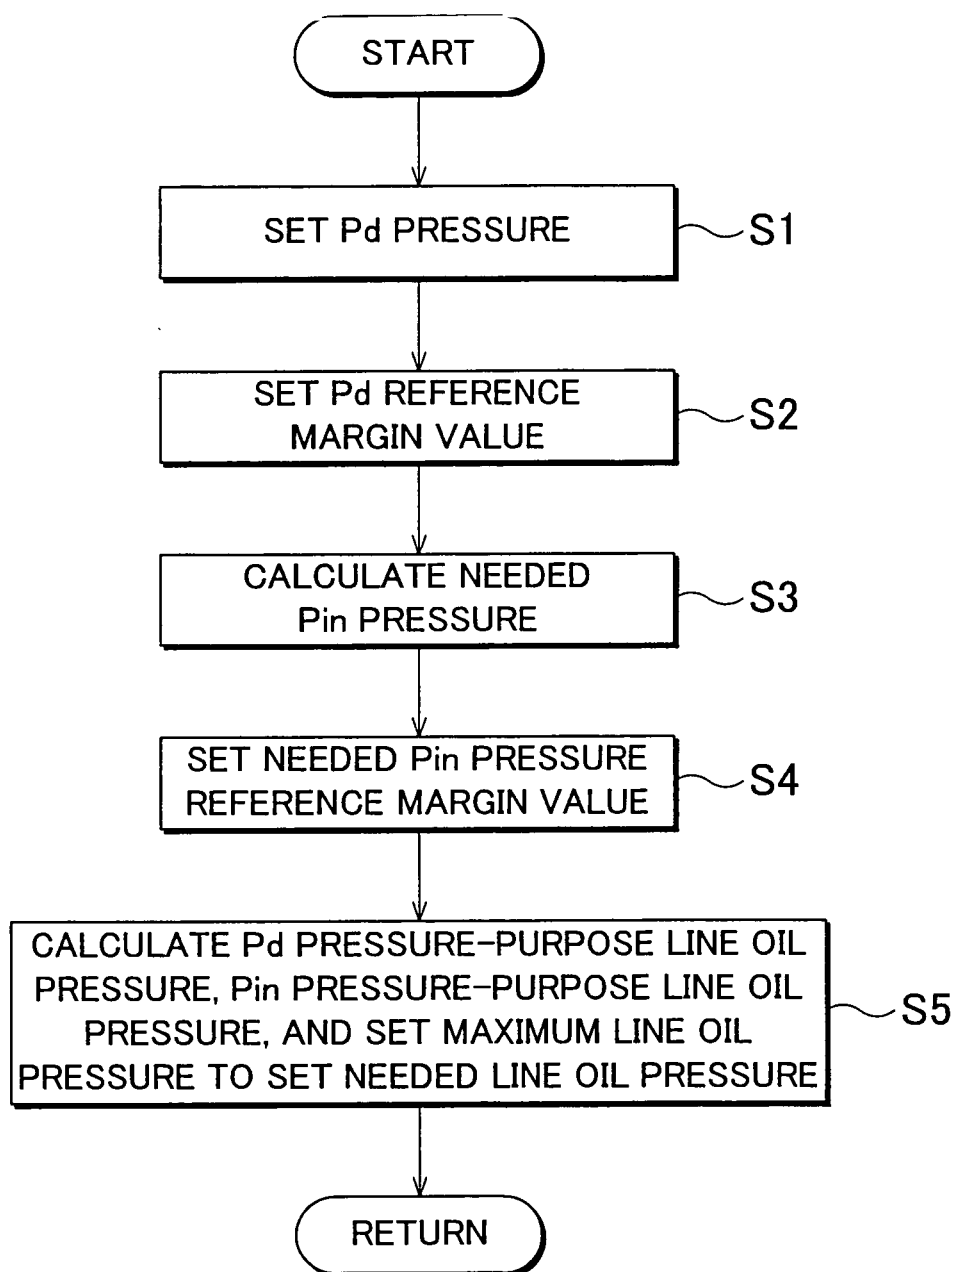 START
SET Pd PRESSURE
S1
SET Pd REFERENCE
MARGIN VALUE
S2
CALCULATE NEEDED
Pin PRESSURE
S3
SET NEEDED Pin PRESSURE
REFERENCE MARGIN VALUE
S4
CALCULATE Pd PRESSURE-PURPOSE LINE OIL
PRESSURE, Pin PRESSURE-PURPOSE LINE OIL
PRESSURE, AND SET MAXIMUM LINE OIL
PRESSURE TO SET NEEDED LINE OIL PRESSURE
S5
RETURN